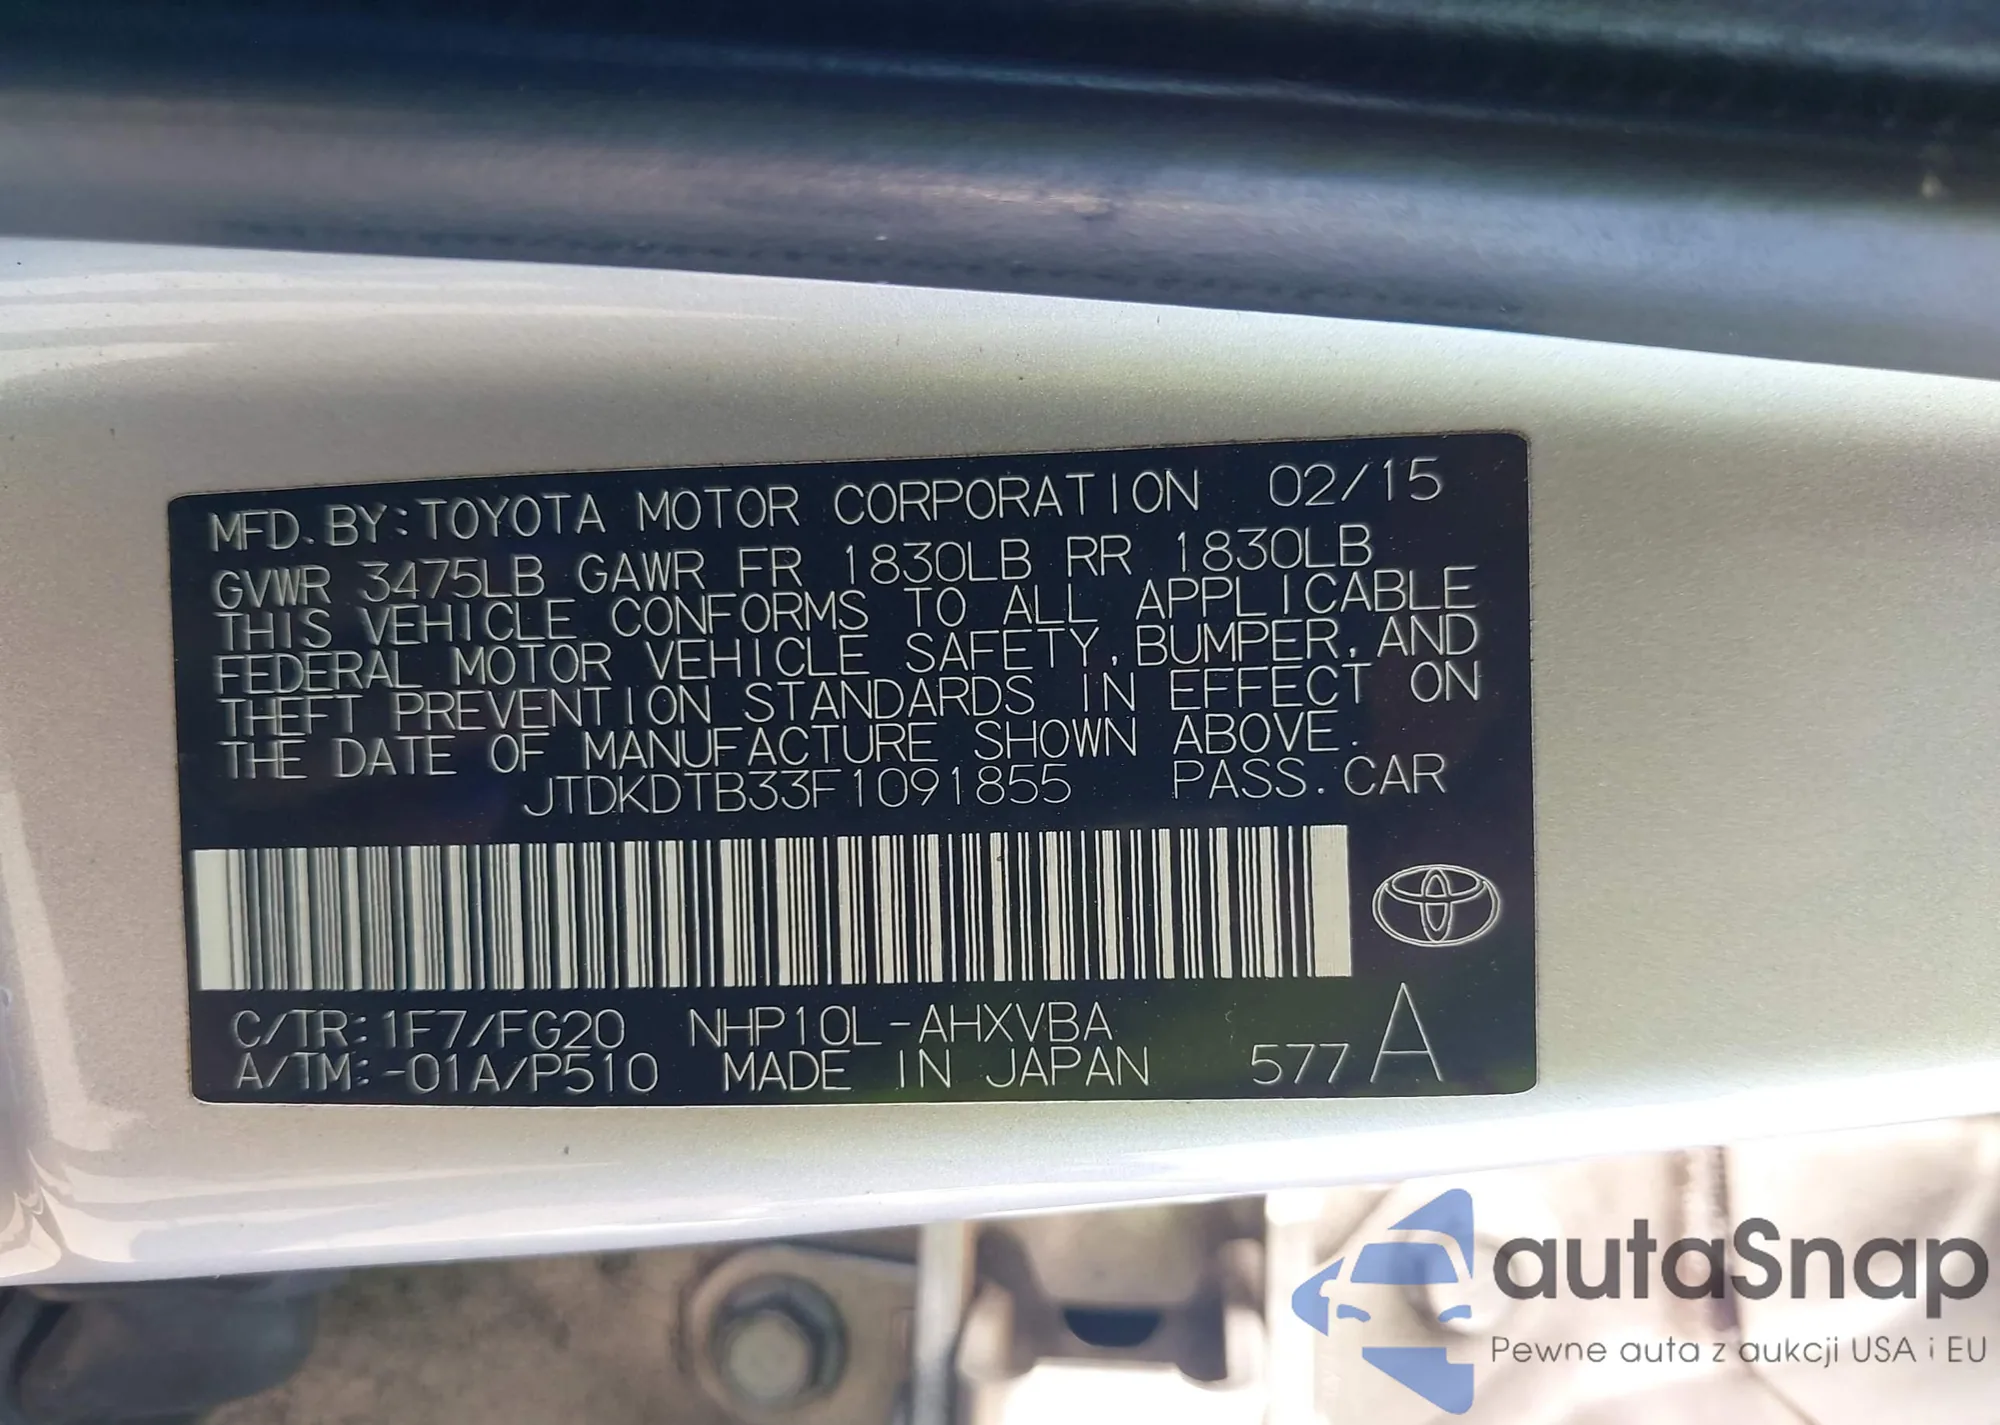 MFD. BY: TOYOTA MOTOR CORPORATION 02/15
GVWR 3475LB GAWR FR 1830LB RR 1830LB
THIS VEHICLE CONFORMS TO ALL APPLICABLE
FEDERAL MOTOR VEHICLE SAFETY, BUMPER, AND
THEFT PREVENTION STANDARDS IN EFFECT ON
THE DATE OF MANUFACTURE SHOWN ABOVE.
JTDKDTB33F1091855 PASS. CAR
C/TR: 1F7/FG20 NHP10L-AHXVBA
A/TM: -01A/P510 MADE IN JAPAN 577 A
autaSnap
Pewne auta z aukcji USA i EU